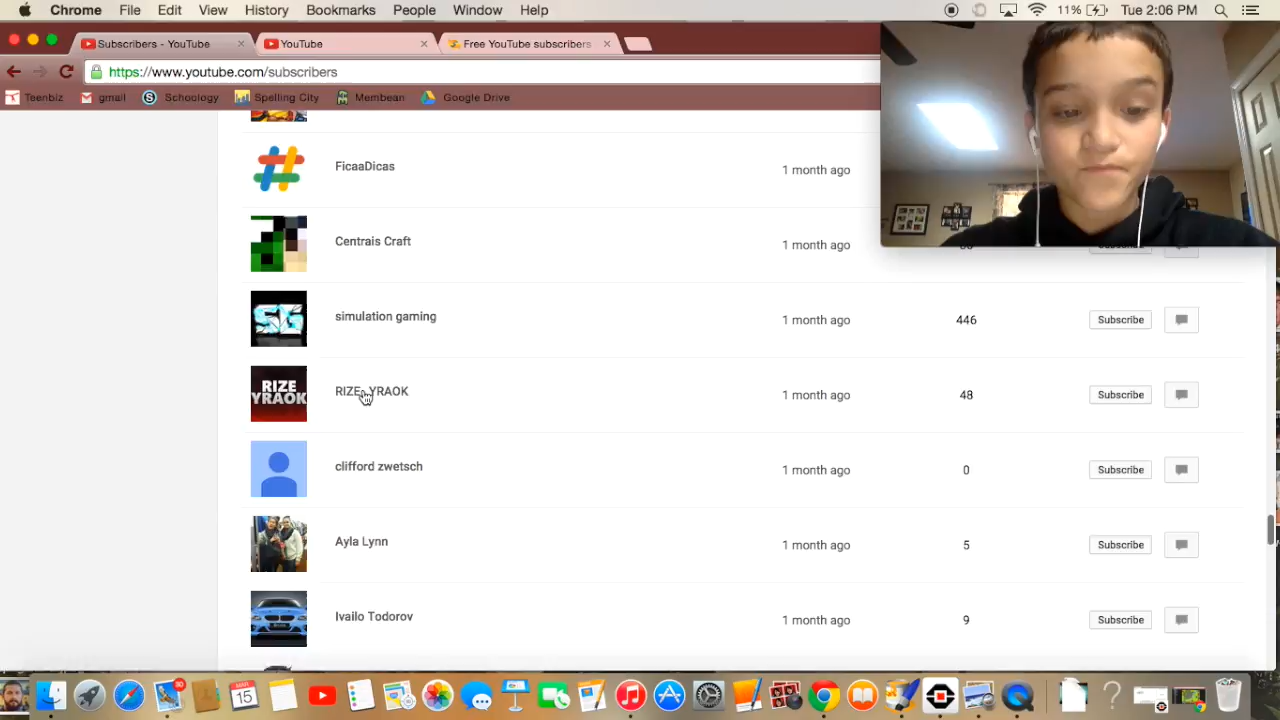 Chrome File Edit View History Bookmarks People Window Help 11% Tue 2:06 PM
Subscribers - YouTube × YouTube × Free YouTube subscribers ×
https://www.youtube.com/subscribers
Teenbiz gmail Schoology Spelling City Membean Google Drive
FicaaDicas 1 month ago
Centrais Craft 1 month ago
simulation gaming 1 month ago 446 Subscribe
SG
RIZE YRAOK 1 month ago 48 Subscribe
RIZE
YRAOK
clifford zwetsch 1 month ago 0 Subscribe
Ayla Lynn 1 month ago 5 Subscribe
Ivailo Todorov 1 month ago 9 Subscribe
30
15